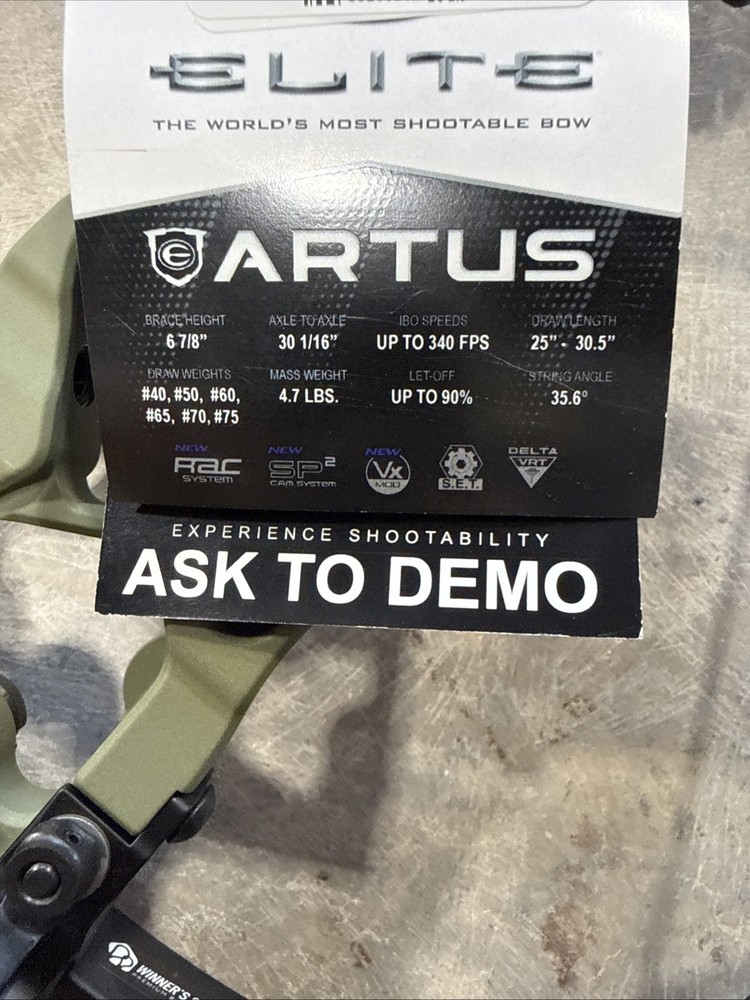 ELITE
THE WORLD'S MOST SHOOTABLE BOW
ARTUS
BRACE HEIGHT AXLE TO AXLE IBO SPEEDS DRAW LENGTH
6 7/8" 30 1/16" UP TO 340 FPS 25" - 30.5"
DRAW WEIGHTS MASS WEIGHT LET-OFF STRING ANGLE
#40, #50, #60, 4.7 LBS. UP TO 90% 35.6°
#65, #70, #75
NEW NEW NEW DELTA
RAC SP² VX VRT
SYSTEM CAM SYSTEM MOD S.E.T.
EXPERIENCE SHOOTABILITY
ASK TO DEMO
WINNER'S
PREMIUM